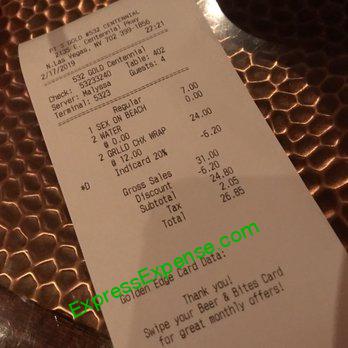 PT'S GOLD #532 CENTENNIAL
2135 E. Centennial Pkwy
N.Las Vegas, NV 702 399-1856
2/17/2019 22:21
532 GOLD Centennial
Check: 53233240 Table: 402
Server: Malyssa Guests: 4
Terminal: 5323
Regular
1 SEX ON BEACH 7.00
2 WATER 0.00
@ 0.00
2 GRLLD CHX WRAP 24.00
@ 12.00
*D Indicard 20% -6.20
Gross Sales 31.00
Discount -6.20
Subtotal 24.80
Tax 2.05
Total 26.85
ExpressExpense.com
Golden Edge Card Data:
Thank you!
Swipe your Beer & Bites Card
for great monthly offers!